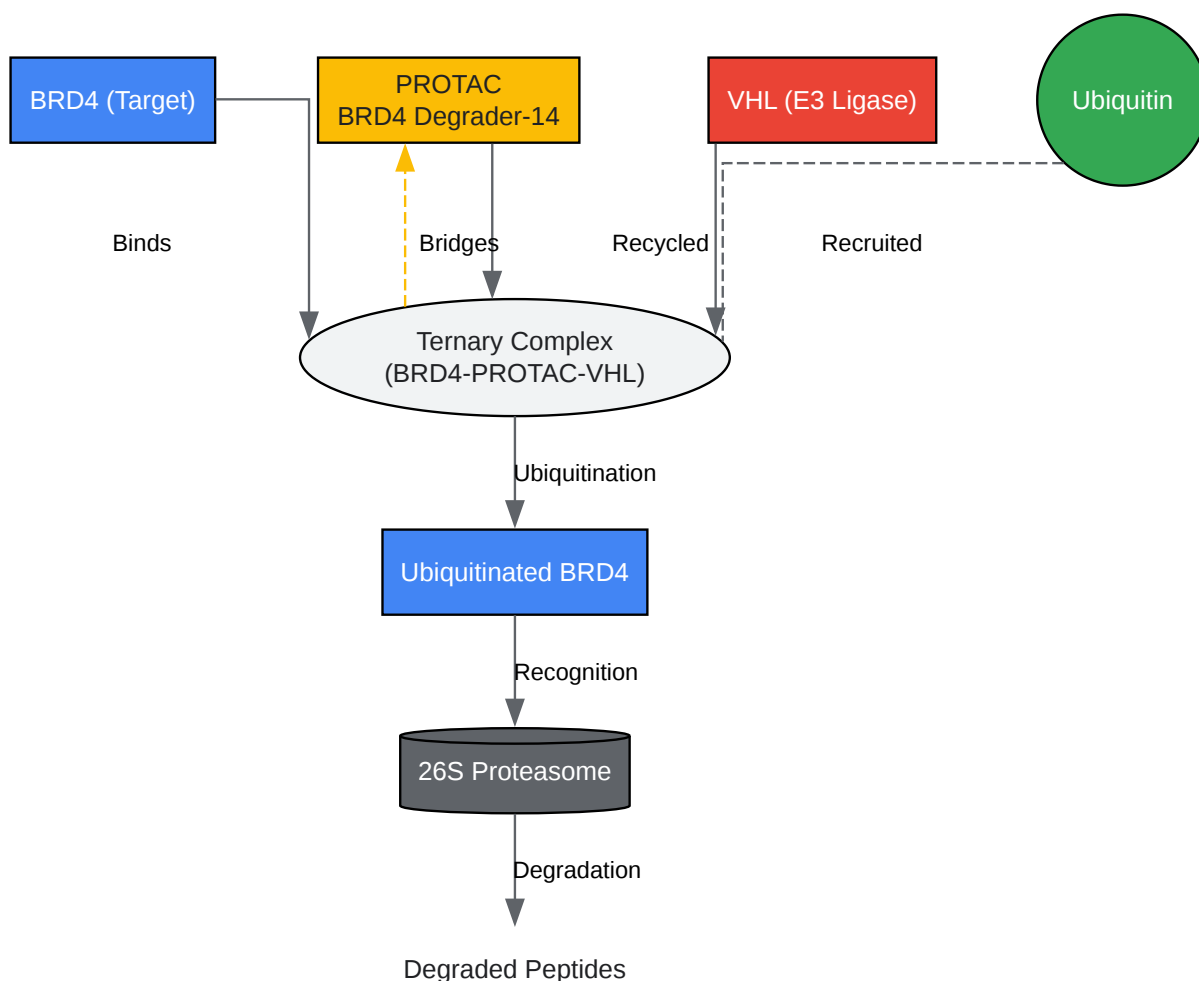 BRD4 (Target)
PROTAC
BRD4 Degrader-14
VHL (E3 Ligase)
Ubiquitin
Binds
Bridges
Recycled
Recruited
Ternary Complex
(BRD4-PROTAC-VHL)
Ubiquitination
Ubiquitinated BRD4
Recognition
26S Proteasome
Degradation
Degraded Peptides